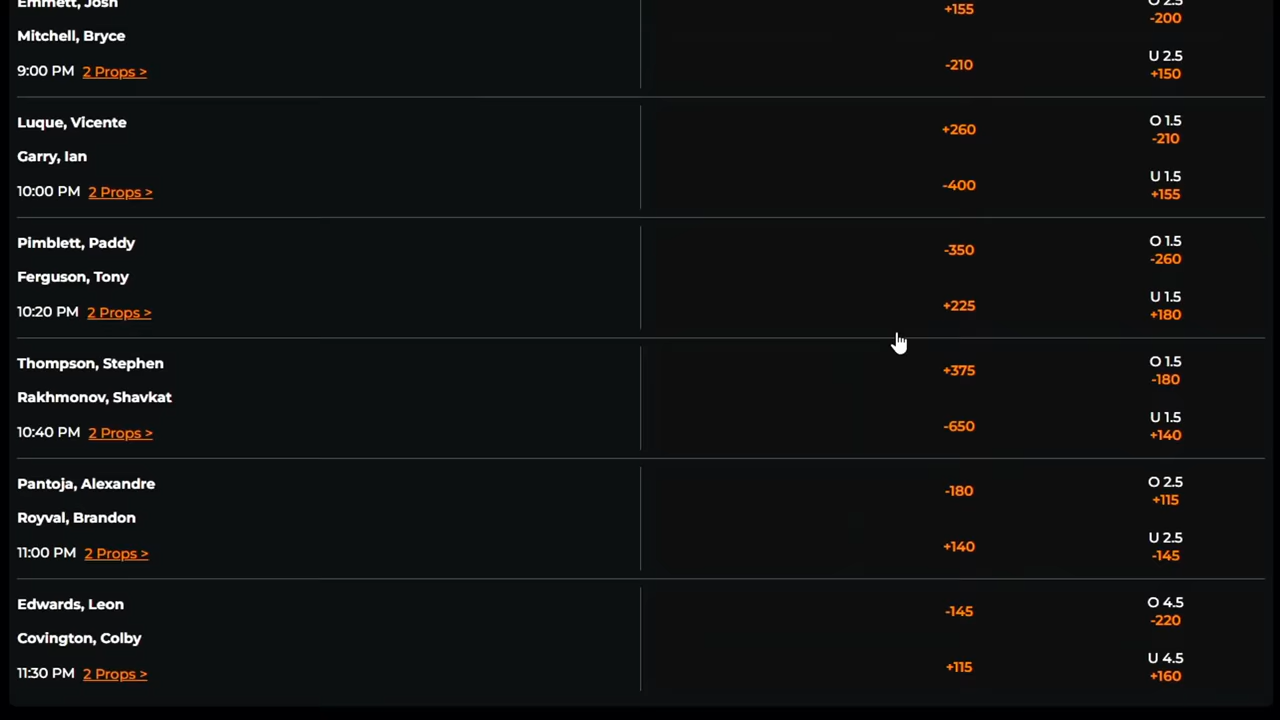 Emmett, Josh
+155
O 2.5
-200
Mitchell, Bryce
-210
U 2.5
+150
9:00 PM 2 Props >
Luque, Vicente
+260
O 1.5
-210
Garry, Ian
-400
U 1.5
+155
10:00 PM 2 Props >
Pimblett, Paddy
-350
O 1.5
-260
Ferguson, Tony
+225
U 1.5
+180
10:20 PM 2 Props >
Thompson, Stephen
+375
O 1.5
-180
Rakhmonov, Shavkat
-650
U 1.5
+140
10:40 PM 2 Props >
Pantoja, Alexandre
-180
O 2.5
+115
Royval, Brandon
+140
U 2.5
-145
11:00 PM 2 Props >
Edwards, Leon
-145
O 4.5
-220
Covington, Colby
+115
U 4.5
+160
11:30 PM 2 Props >